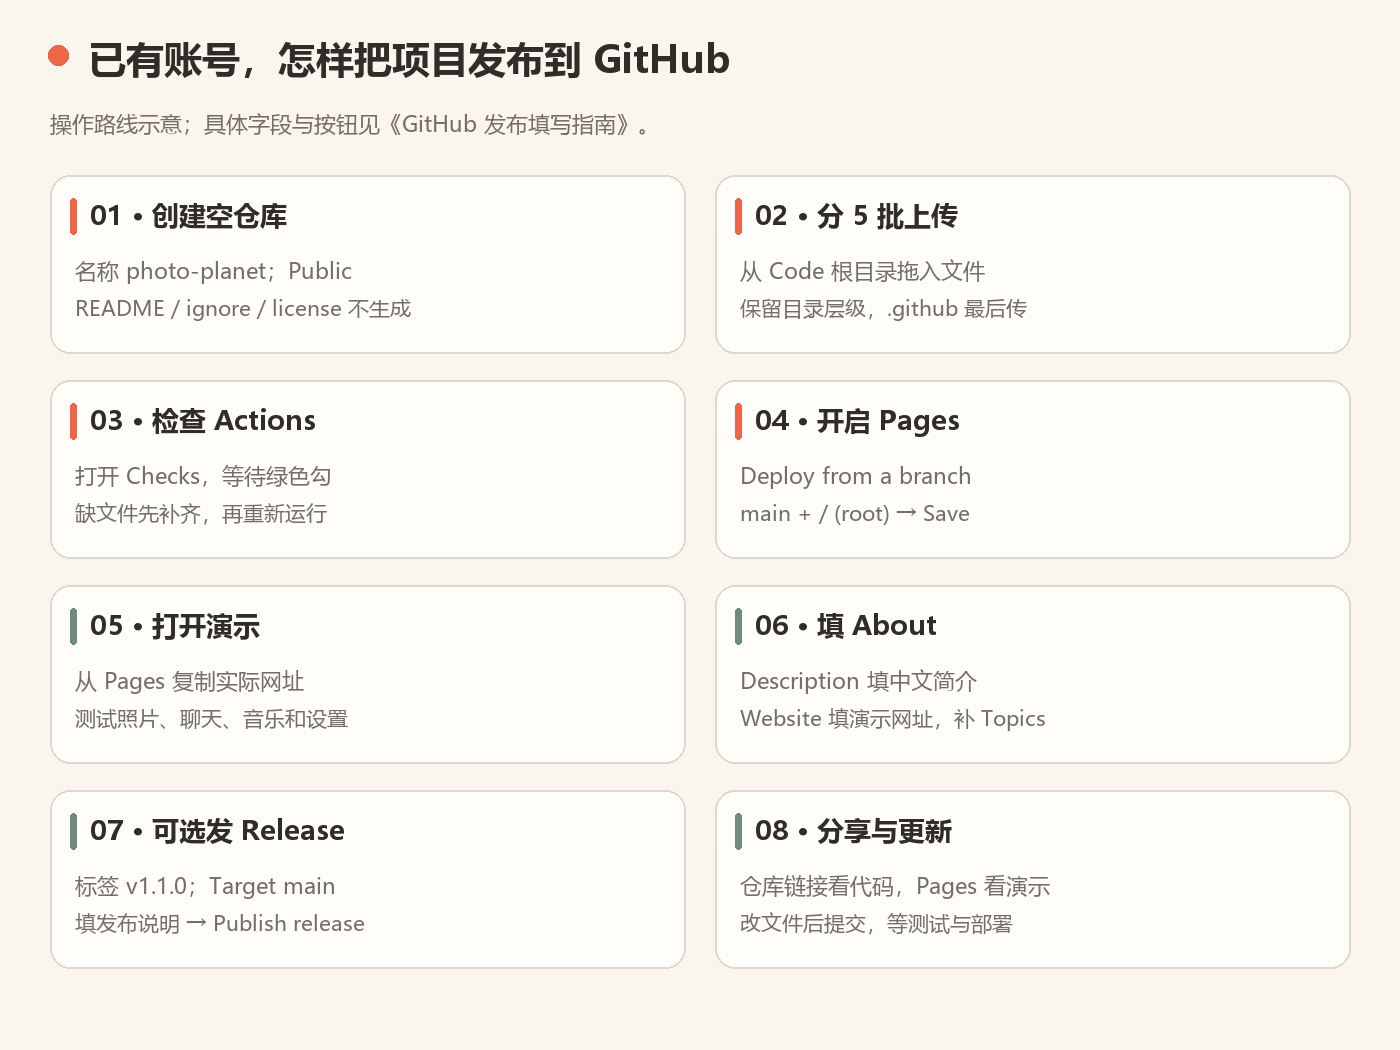 已有账号，怎样把项目发布到 GitHub
操作路线示意；具体字段与按钮见《GitHub 发布填写指南》。
01 • 创建空仓库
名称 photo-planet；Public
README / ignore / license 不生成
02 • 分 5 批上传
从 Code 根目录拖入文件
保留目录层级，.github 最后传
03 • 检查 Actions
打开 Checks，等待绿色勾
缺文件先补齐，再重新运行
04 • 开启 Pages
Deploy from a branch
main + / (root) → Save
05 • 打开演示
从 Pages 复制实际网址
测试照片、聊天、音乐和设置
06 • 填 About
Description 填中文简介
Website 填演示网址，补 Topics
07 • 可选发 Release
标签 v1.1.0；Target main
填发布说明 → Publish release
08 • 分享与更新
仓库链接看代码，Pages 看演示
改文件后提交，等测试与部署